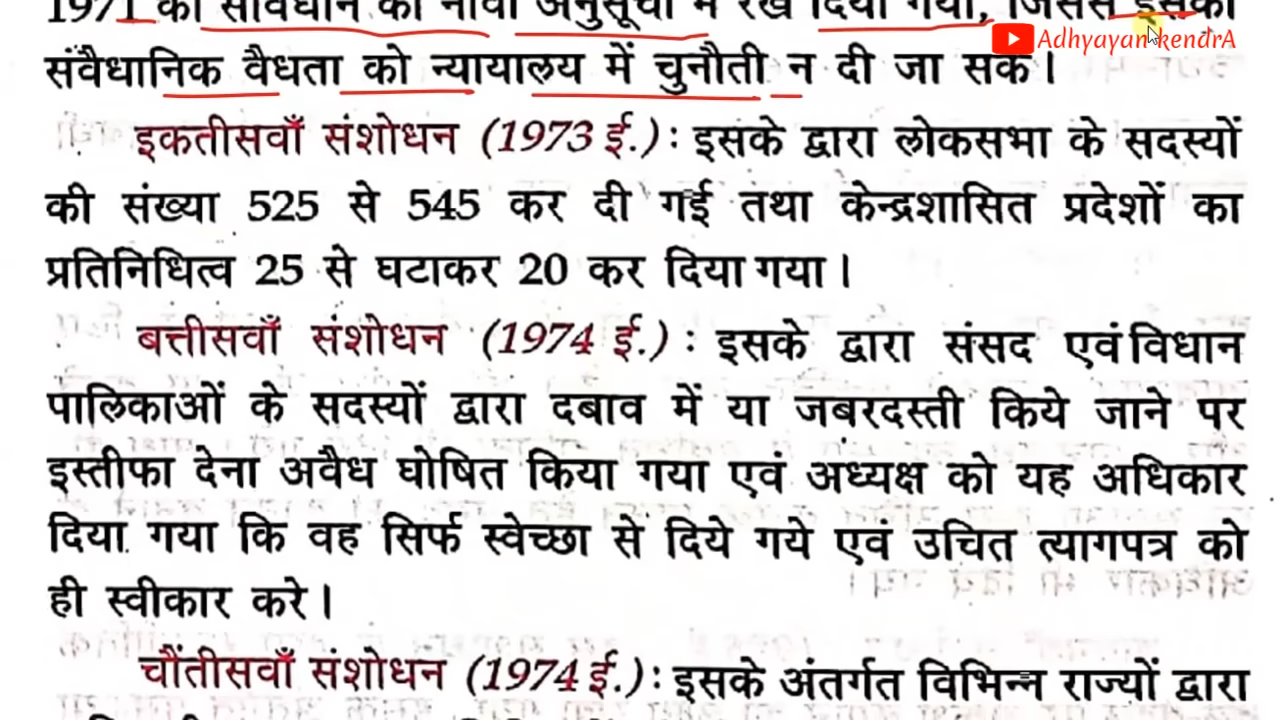 1971 को संविधान की नौवीं अनुसूची में रख दिया गया, जिससे इसकी
Adhyayan kendrA
संवैधानिक वैधता को न्यायालय में चुनौती न दी जा सके।
इकतीसवाँ संशोधन (1973 ई.) : इसके द्वारा लोकसभा के सदस्यों
की संख्या 525 से 545 कर दी गई तथा केन्द्रशासित प्रदेशों का
प्रतिनिधित्व 25 से घटाकर 20 कर दिया गया।
बत्तीसवाँ संशोधन (1974 ई.) : इसके द्वारा संसद एवं विधान
पालिकाओं के सदस्यों द्वारा दबाव में या जबरदस्ती किये जाने पर
इस्तीफा देना अवैध घोषित किया गया एवं अध्यक्ष को यह अधिकार
दिया गया कि वह सिर्फ स्वेच्छा से दिये गये एवं उचित त्यागपत्र को
ही स्वीकार करे।
चौंतीसवाँ संशोधन (1974 ई.) : इसके अंतर्गत विभिन्न राज्यों द्वारा